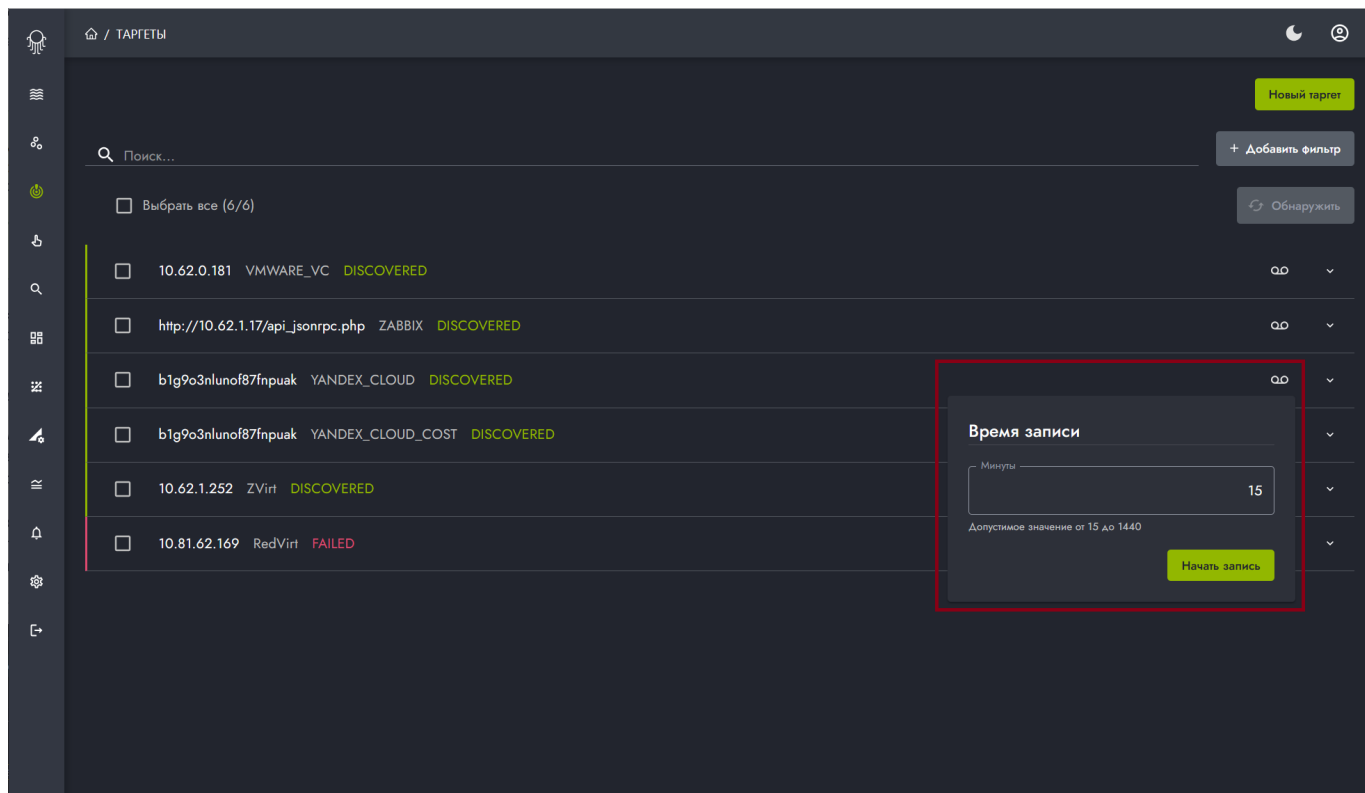 / ТАРГЕТЫ
Новый таргет
Поиск...
+ Добавить фильтр
Выбрать все (6/6)
Обнаружить
10.62.0.181 VMWARE_VC DISCOVERED
http://10.62.1.17/api_jsonrpc.php ZABBIX DISCOVERED
b1g9o3nlunof87fnpuak YANDEX_CLOUD DISCOVERED
b1g9o3nlunof87fnpuak YANDEX_CLOUD_COST DISCOVERED
10.62.1.252 ZVirt DISCOVERED
10.81.62.169 RedVirt FAILED
Время записи
Минуты
15
Допустимое значение от 15 до 1440
Начать запись